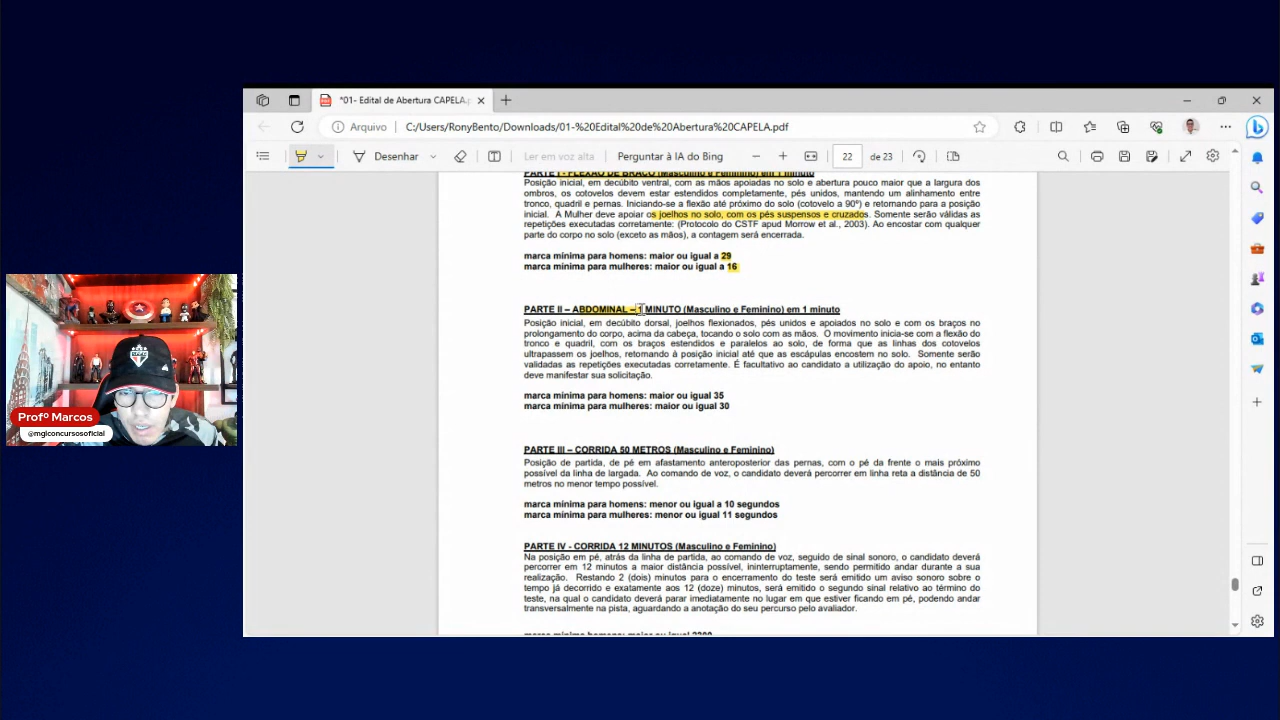 *01- Edital de Abertura CAPELA.p
Arquivo
C:/Users/RonyBento/Downloads/01-%20Edital%20de%20Abertura%20CAPELA.pdf
Desenhar
Ler em voz alta
Perguntar à IA do Bing
22
de 23
PARTE I - FLEXÃO DE BRAÇO (Masculino e Feminino) em 1 minuto
Posição inicial, em decúbito ventral, com as mãos apoiadas no solo e abertura pouco maior que a largura dos
ombros, os cotovelos devem estar estendidos completamente, pés unidos, mantendo um alinhamento entre
tronco, quadril e pernas. Iniciando-se a flexão até próximo do solo (cotovelo a 90º) e retornando para a posição
inicial. A Mulher deve apoiar os joelhos no solo, com os pés suspensos e cruzados. Somente serão válidas as
repetições executadas corretamente: (Protocolo do CSTF apud Morrow et al., 2003). Ao encostar com qualquer
parte do corpo no solo (exceto as mãos), a contagem será encerrada.
marca mínima para homens: maior ou igual a 29
marca mínima para mulheres: maior ou igual a 16
PARTE II – ABDOMINAL – 1 MINUTO (Masculino e Feminino) em 1 minuto
Posição inicial, em decúbito dorsal, joelhos flexionados, pés unidos e apoiados no solo e com os braços no
prolongamento do corpo, acima da cabeça, tocando o solo com as mãos. O movimento inicia-se com a flexão do
tronco e quadril, com os braços estendidos e paralelos ao solo, de forma que as linhas dos cotovelos
ultrapassem os joelhos, retornando à posição inicial até que as escápulas encostem no solo. Somente serão
validadas as repetições executadas corretamente. É facultativo ao candidato a utilização do apoio, no entanto
deve manifestar sua solicitação.
marca mínima para homens: maior ou igual 35
marca mínima para mulheres: maior ou igual 30
PARTE III – CORRIDA 50 METROS (Masculino e Feminino)
Posição de partida, de pé em afastamento anteroposterior das pernas, com o pé da frente o mais próximo
possível da linha de largada. Ao comando de voz, o candidato deverá percorrer em linha reta a distância de 50
metros no menor tempo possível.
marca mínima para homens: menor ou igual a 10 segundos
marca mínima para mulheres: menor ou igual 11 segundos
PARTE IV - CORRIDA 12 MINUTOS (Masculino e Feminino)
Na posição em pé, atrás da linha de partida, ao comando de voz, seguido de sinal sonoro, o candidato deverá
percorrer em 12 minutos a maior distância possível, ininterruptamente, sendo permitido andar durante a sua
realização. Restando 2 (dois) minutos para o encerramento do teste será emitido um aviso sonoro sobre o
tempo já decorrido e exatamente aos 12 (doze) minutos, será emitido o segundo sinal relativo ao término do
teste, na qual o candidato deverá parar imediatamente no lugar em que estiver ficando em pé, podendo andar
transversalmente na pista, aguardando a anotação do seu percurso pelo avaliador.
Profº Marcos
@mglconcursosoficial